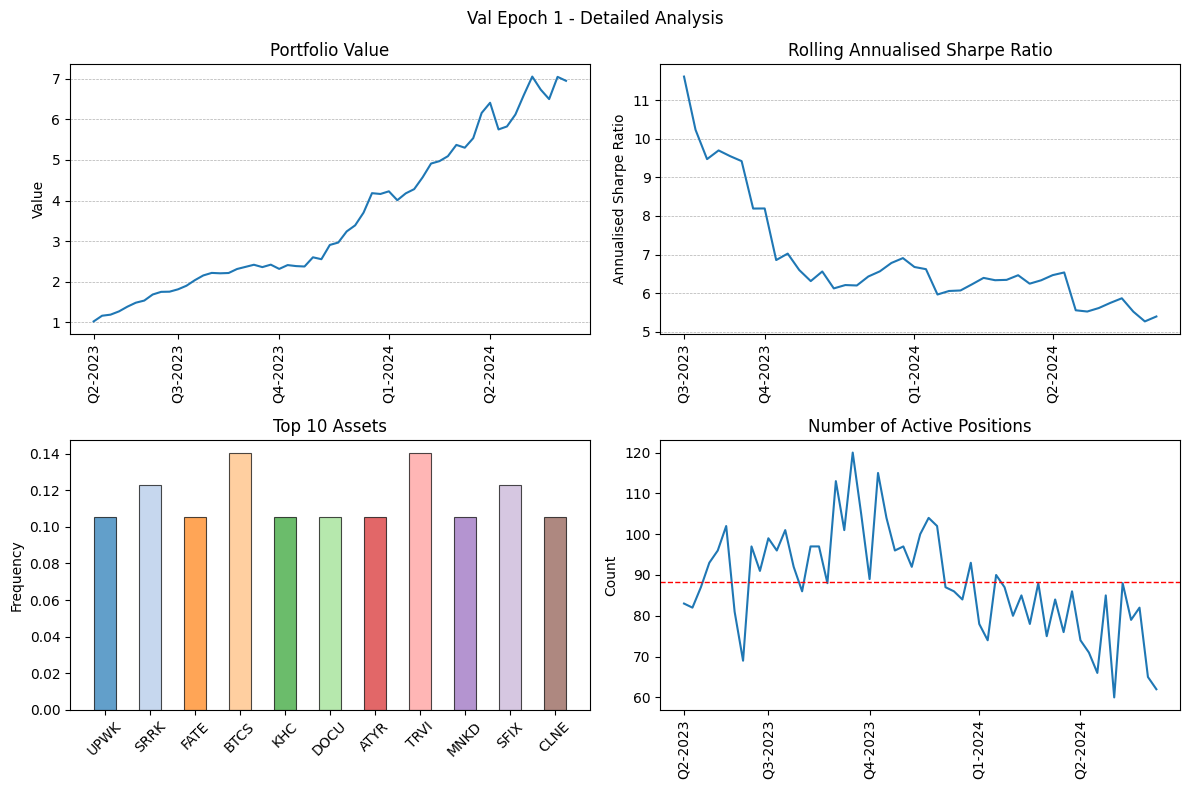 Val Epoch 1 - Detailed Analysis
Portfolio Value
Value
7
6
5
4
3
2
1
Q2-2023
Q3-2023
Q4-2023
Q1-2024
Q2-2024
Rolling Annualised Sharpe Ratio
Annualised Sharpe Ratio
11
10
9
8
7
6
5
Q3-2023
Q4-2023
Q1-2024
Q2-2024
Top 10 Assets
Frequency
0.14
0.12
0.10
0.08
0.06
0.04
0.02
0.00
UPWK
SRRK
FATE
BTCS
KHC
DOCU
ATYR
TRVI
MNKD
SFIX
CLNE
Number of Active Positions
Count
120
110
100
90
80
70
60
Q2-2023
Q3-2023
Q4-2023
Q1-2024
Q2-2024